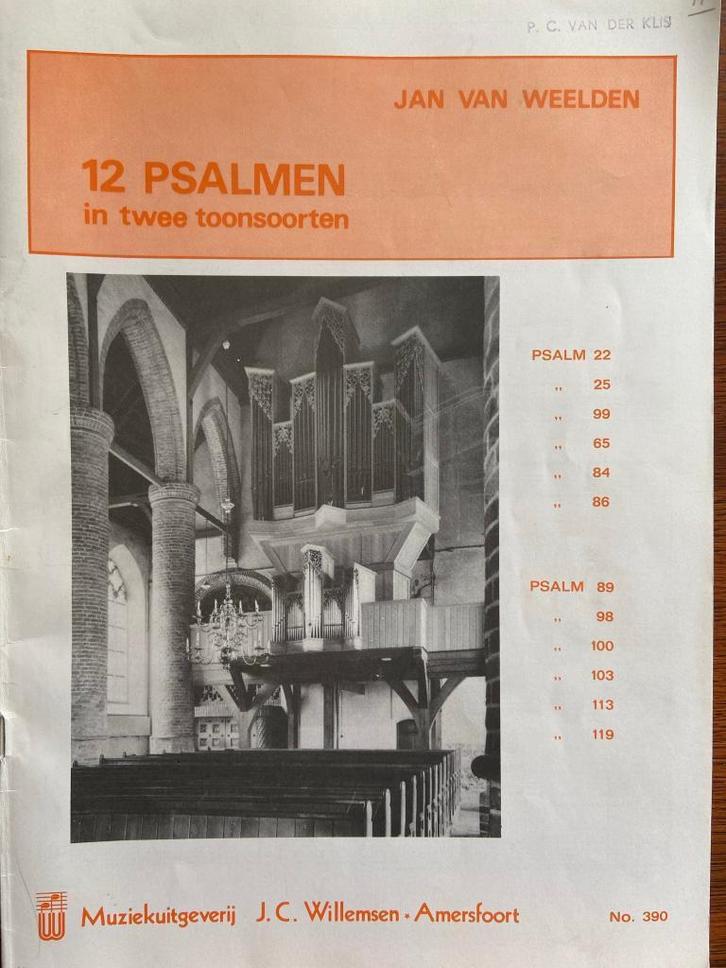 P. C. VAN DER KLIS
JAN VAN WEELDEN
12 PSALMEN
in twee toonsoorten
PSALM 22
,, 25
,, 99
,, 65
,, 84
,, 86
PSALM 89
,, 98
,, 100
,, 103
,, 113
,, 119
Muziekuitgeverij J.C. Willemsen * Amersfoort
No. 390